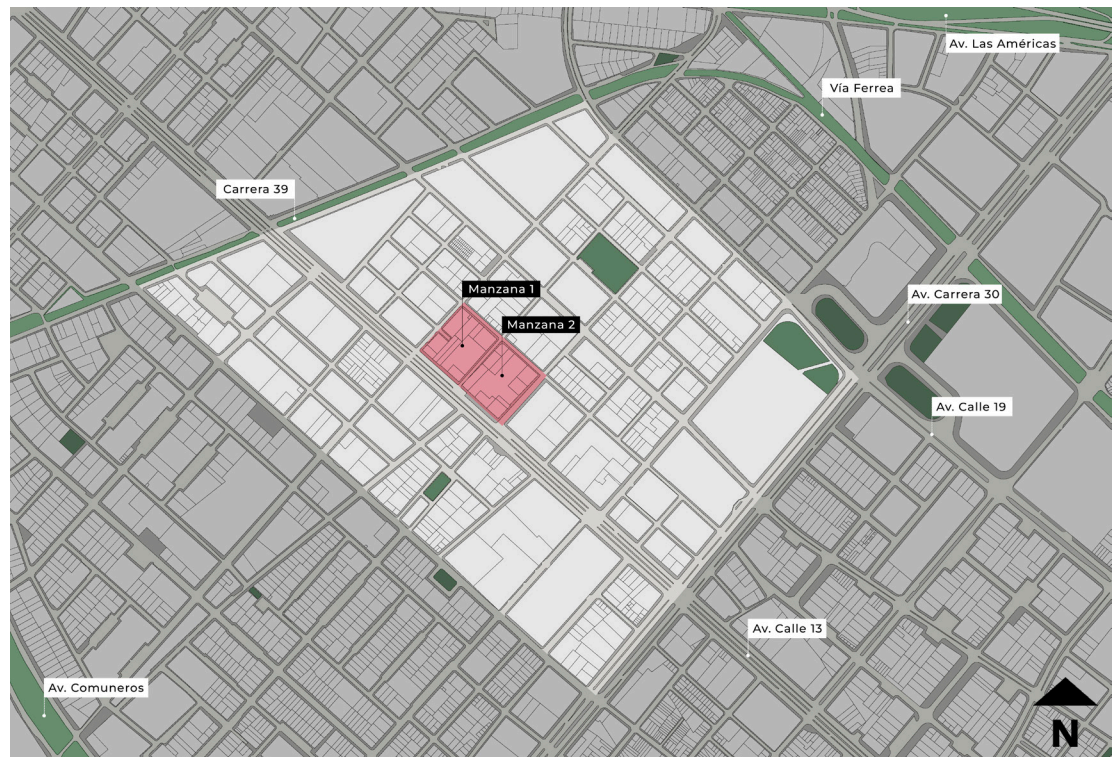 Av. Las Américas
Vía Ferrea
Carrera 39
Manzana 1
Av. Carrera 30
Manzana 2
Av. Calle 19
Av. Calle 13
Av. Comuneros
N